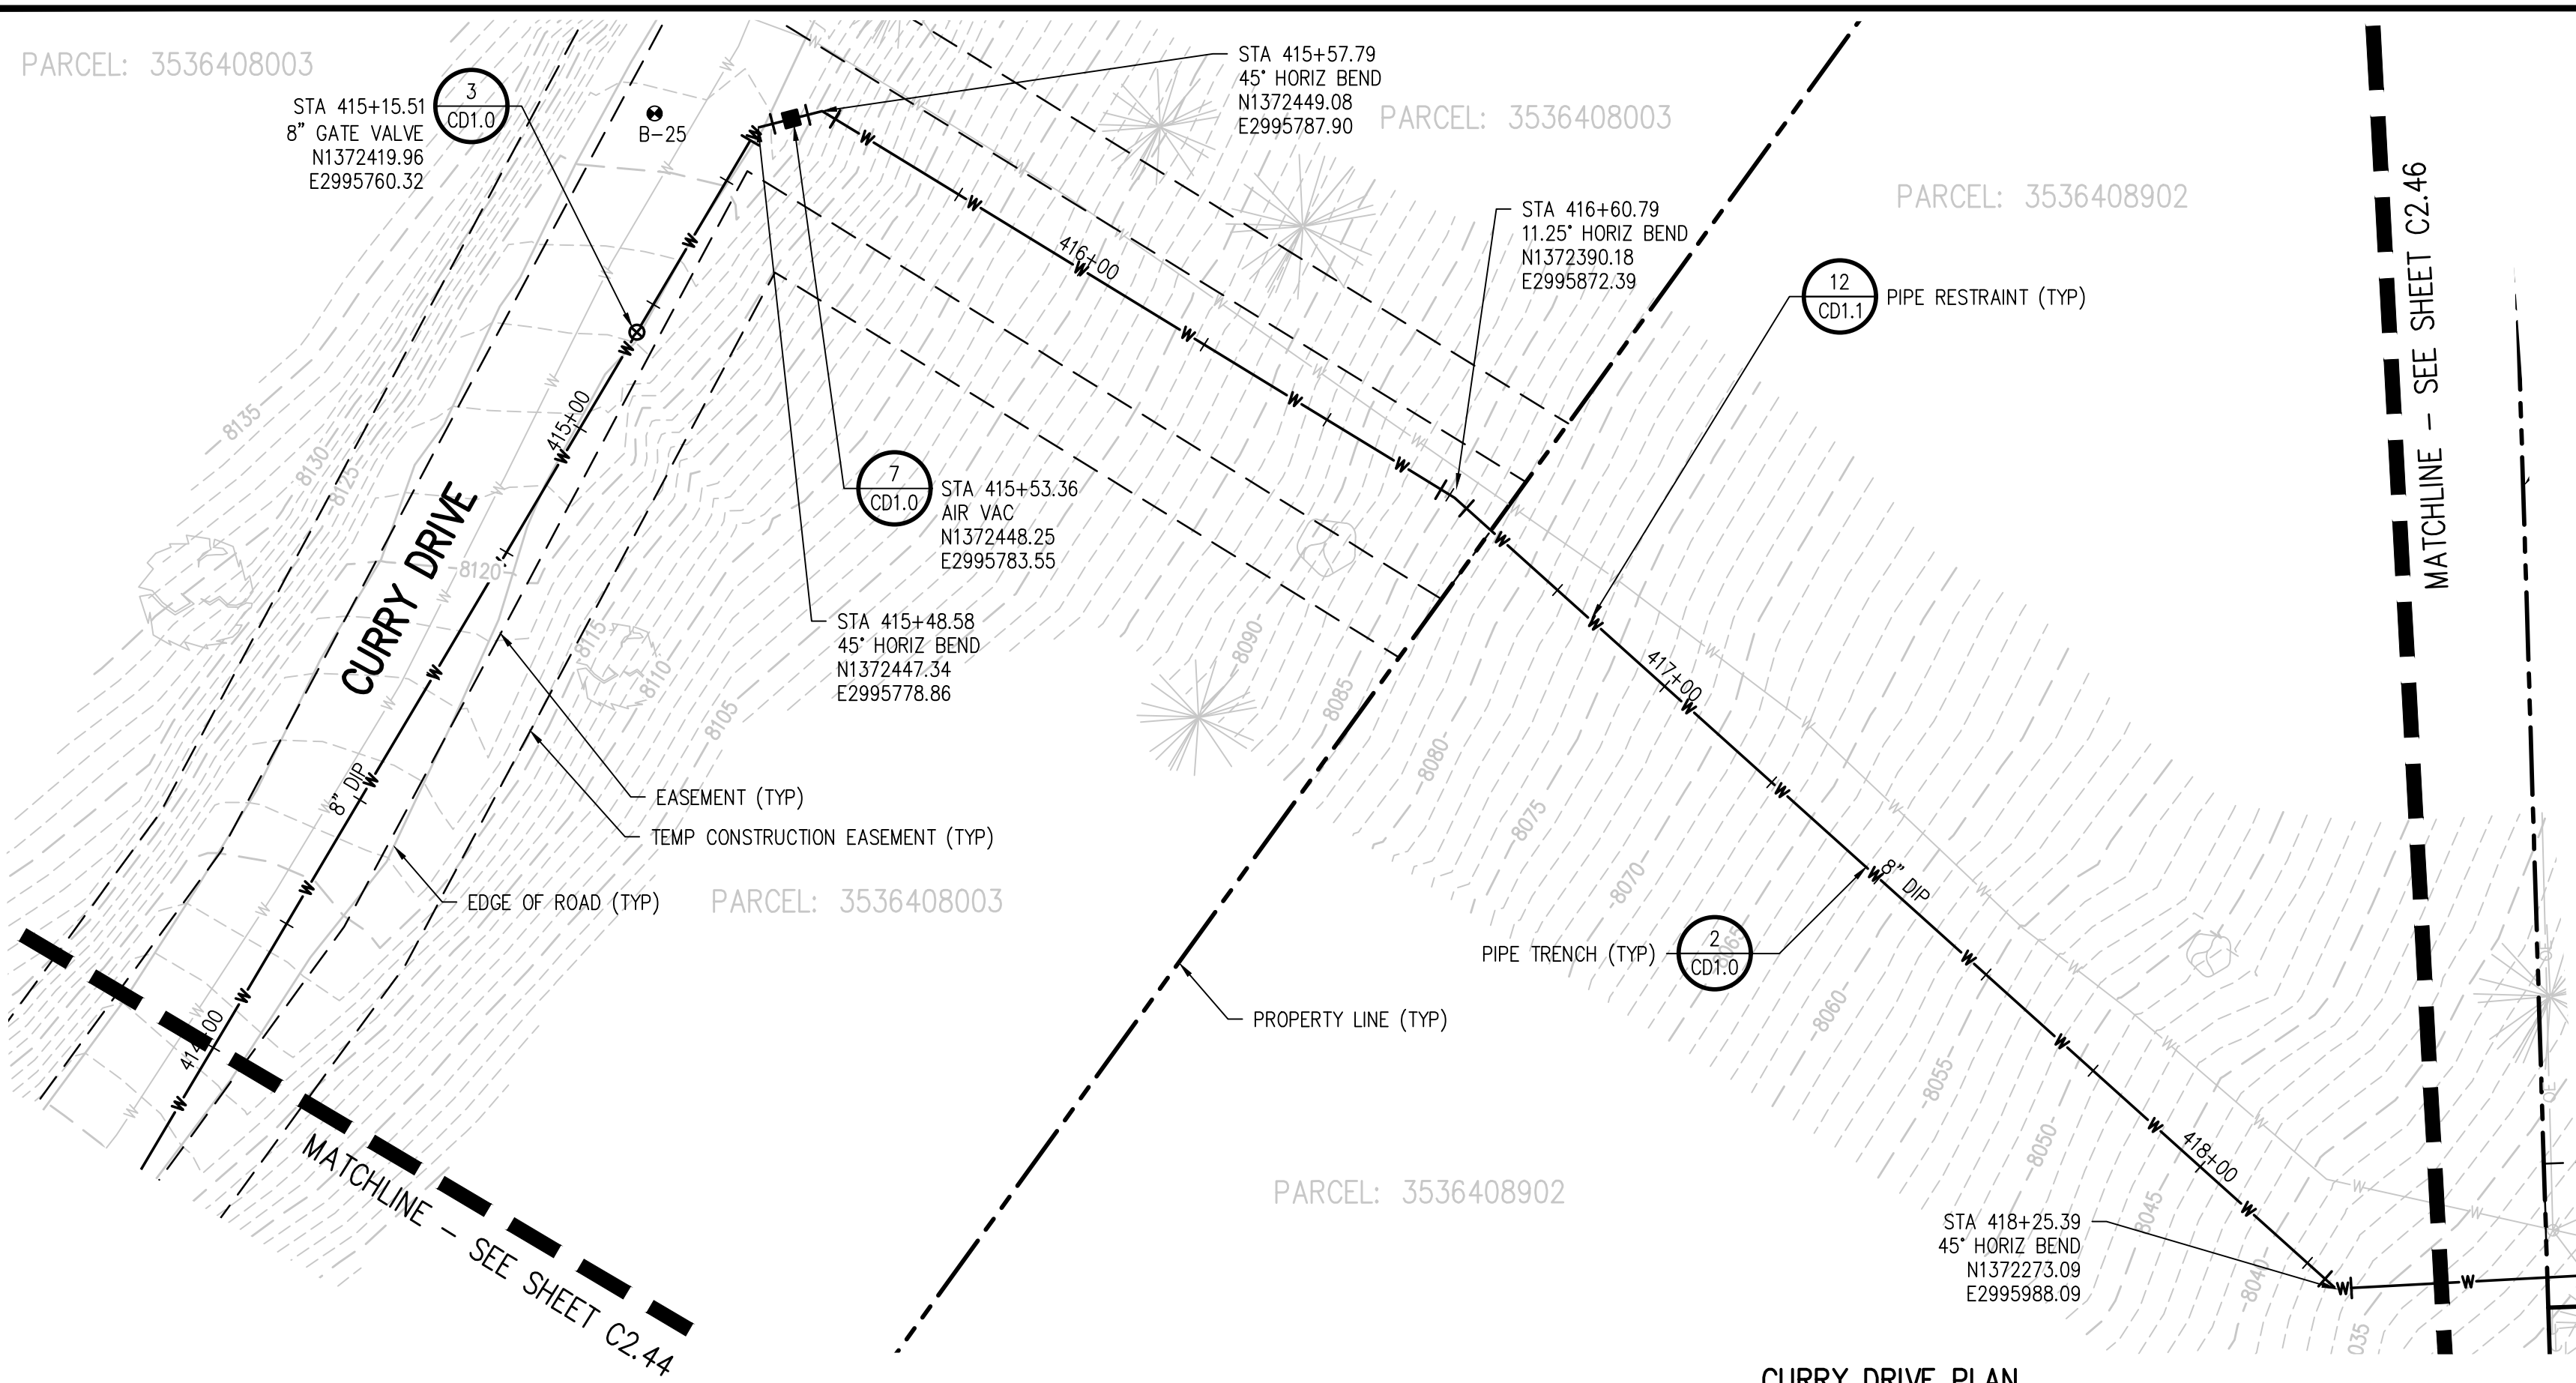 PARCEL: 3536408003
3
CD1.0
STA 415+15.51
8" GATE VALVE
N1372419.96
E2995760.32
B-25
STA 415+57.79
45° HORIZ BEND
N1372449.08
E2995787.90
PARCEL: 3536408003
PARCEL: 3536408902
STA 416+60.79
11.25° HORIZ BEND
N1372390.18
E2995872.39
416+00
12
CD1.1
PIPE RESTRAINT (TYP)
MATCHLINE - SEE SHEET C2.46
8135
8130
8125
415+00
CURRY DRIVE
7
CD1.0
STA 415+53.36
AIR VAC
N1372448.25
E2995783.55
8120
8115
8110
8105
STA 415+48.58
45° HORIZ BEND
N1372447.34
E2995778.86
8090
8085
8080
8075
8070
8065
8060
8055
8050
8045
8040
035
417+00
8" DIP
EASEMENT (TYP)
TEMP CONSTRUCTION EASEMENT (TYP)
EDGE OF ROAD (TYP)
PARCEL: 3536408003
8" DIP
PIPE TRENCH (TYP)
2
CD1.0
PROPERTY LINE (TYP)
414+00
MATCHLINE - SEE SHEET C2.44
PARCEL: 3536408902
418+00
STA 418+25.39
45° HORIZ BEND
N1372273.09
E2995988.09
CURRY DRIVE PLAN